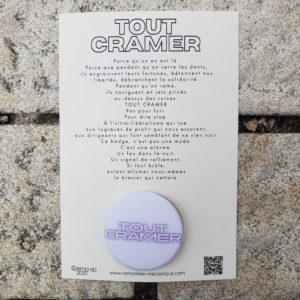 TOUT
CRAMER
Parce qu'on en est là.
Parce que pendant qu'on serre les dents,
ils engraissent leurs fortunes, bétonnent nos
libertés, débranchent la solidarité.
Pendant qu'on rame,
ils naviguent en jets privés
au-dessus des ruines.
TOUT CRAMER
Pas pour fuir.
Pour dire stop.
À l'ultra-libéralisme qui tue,
aux logiques de profit qui nous essorent,
aux dirigeants qui font semblant de ne rien voir.
Ce badge, c'est pas une mode.
C'est une alarme.
Un feu dans la nuit.
Un signal de ralliement.
Si tout brûle,
autant allumer nous-mêmes
le brasier qui nettoie.
TOUT
CRAMER
©ema xp
2025
www.remontee-mecanique.com